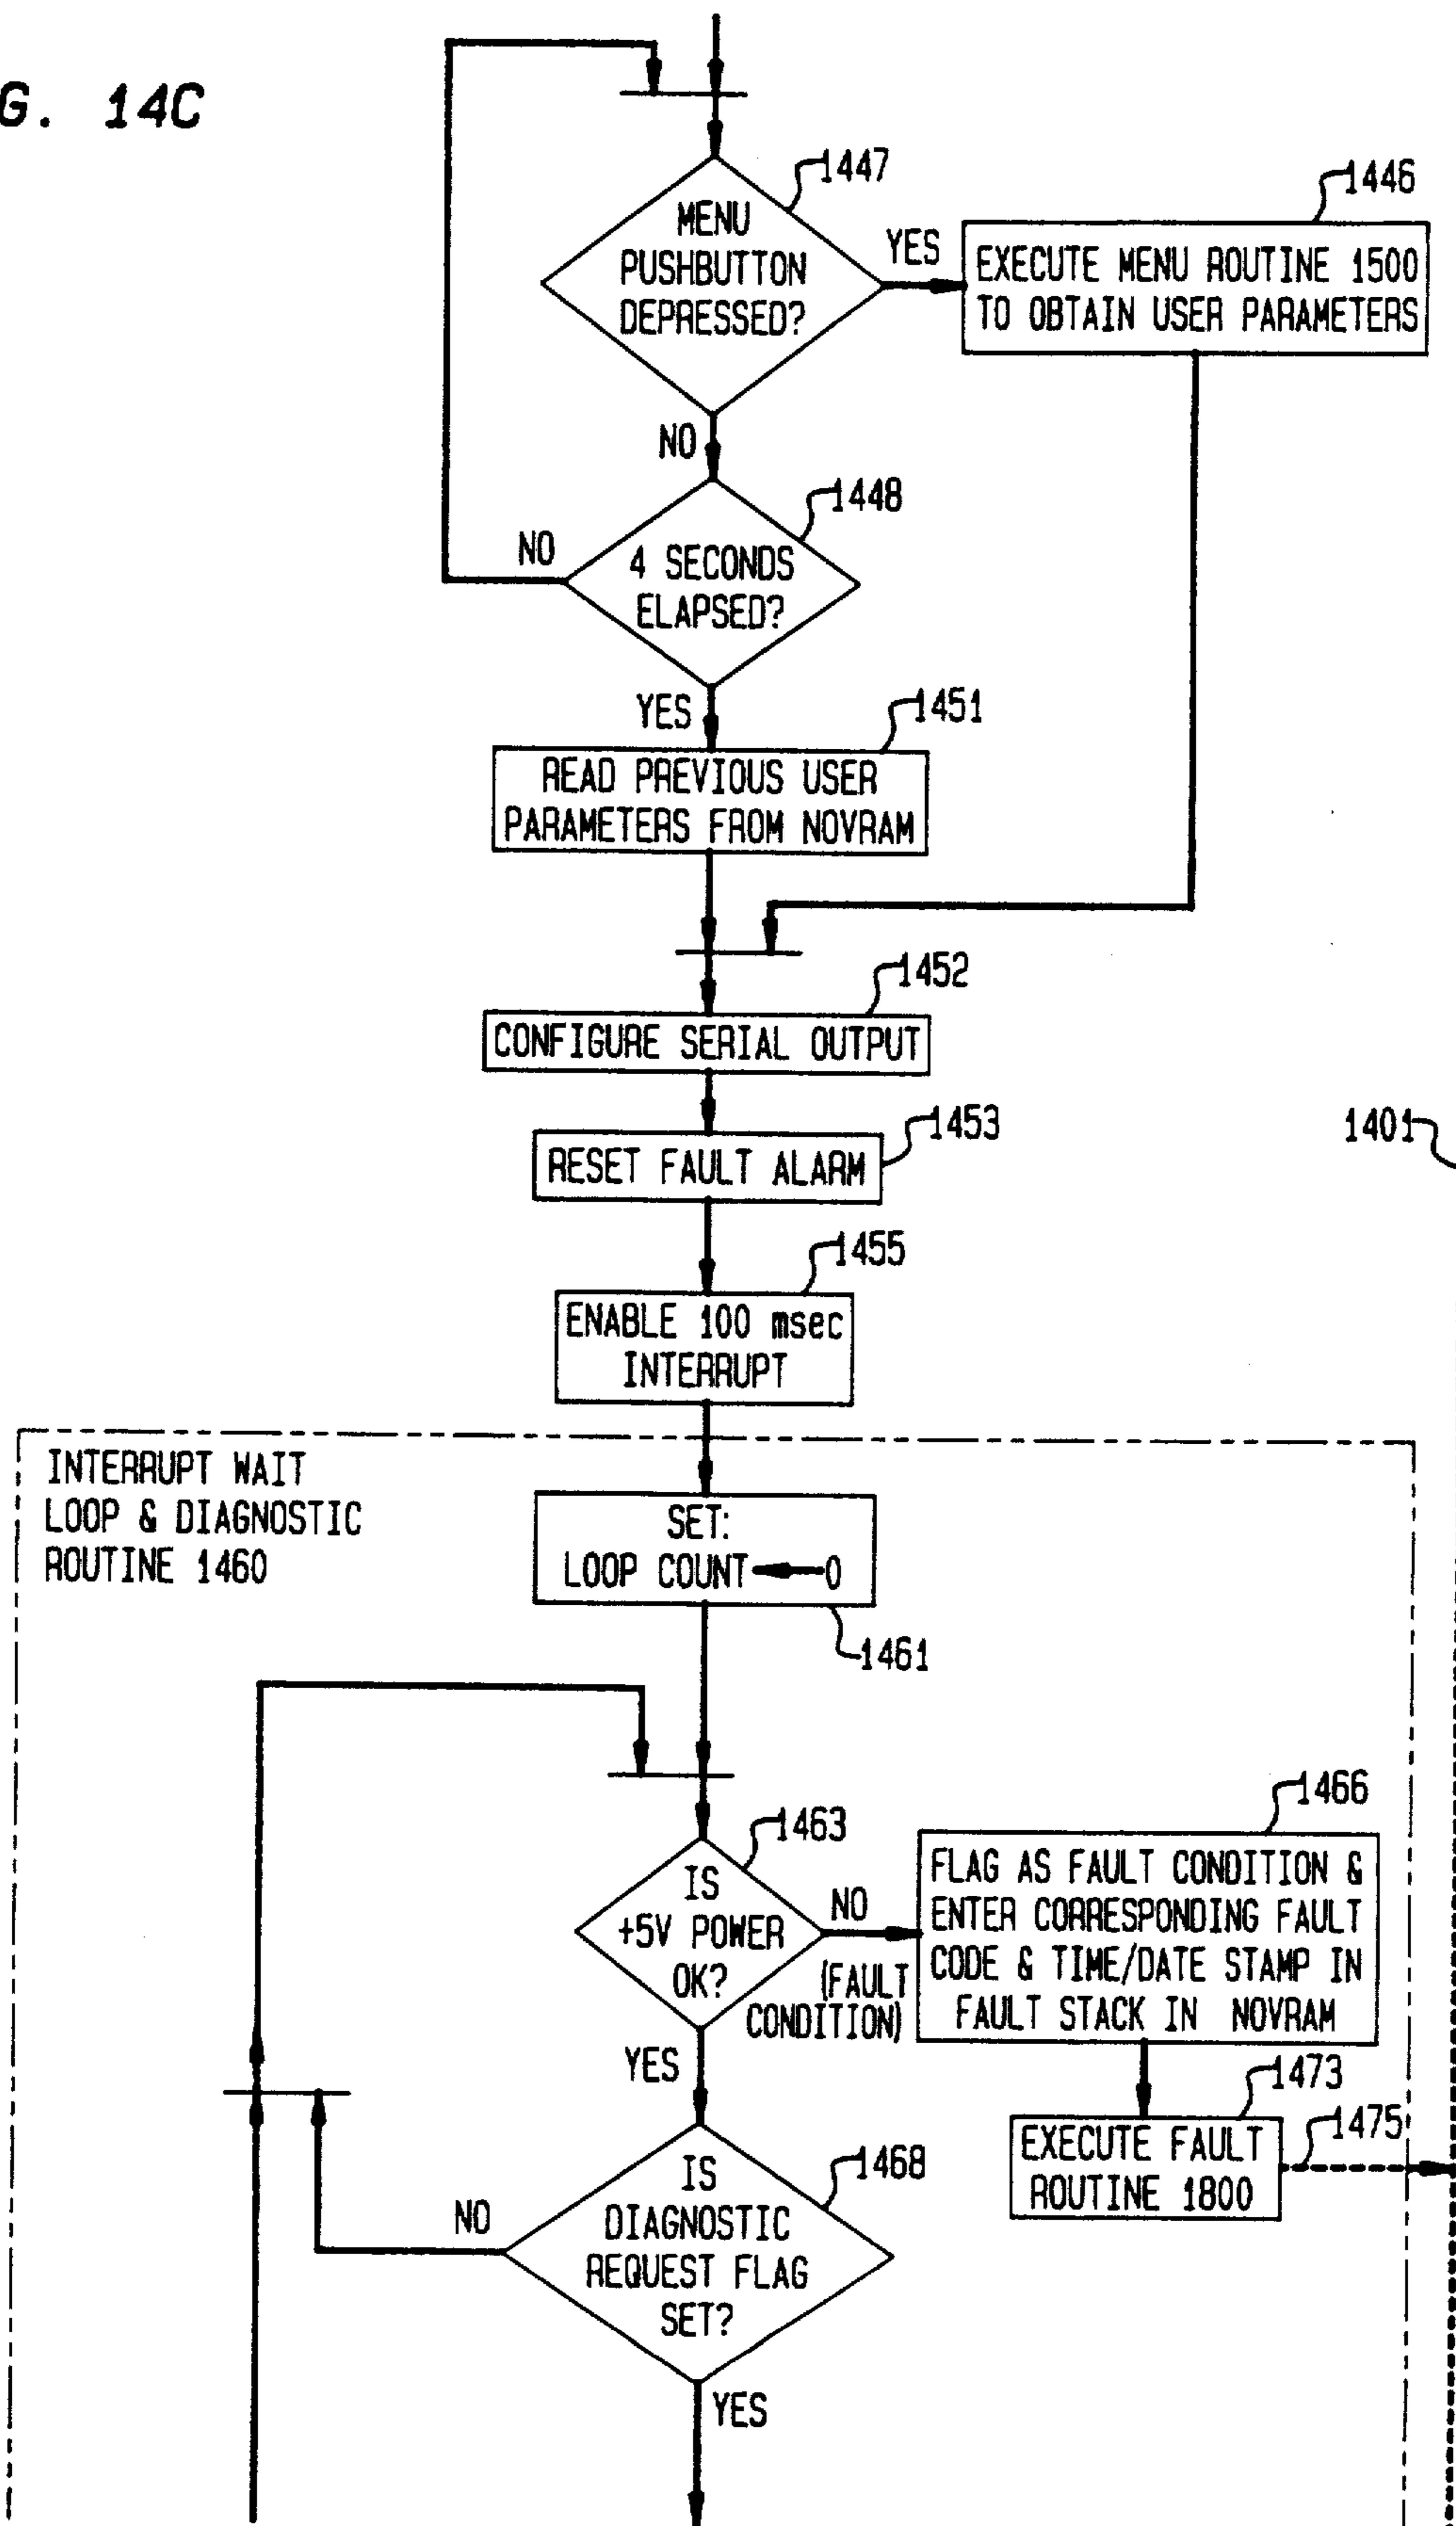 G. 14C
1447
MENU
PUSHBUTTON
DEPRESSED?
YES
1446
EXECUTE MENU ROUTINE 1500
TO OBTAIN USER PARAMETERS
NO
1448
4 SECONDS
ELAPSED?
NO
YES
1451
READ PREVIOUS USER
PARAMETERS FROM NOVRAM
1452
CONFIGURE SERIAL OUTPUT
1453
RESET FAULT ALARM
1401
1455
ENABLE 100 msec
INTERRUPT
INTERRUPT WAIT
LOOP & DIAGNOSTIC
ROUTINE 1460
SET:
LOOP COUNT ← 0
1461
1463
IS
+5V POWER
OK?
NO
(FAULT
CONDITION)
1466
FLAG AS FAULT CONDITION &
ENTER CORRESPONDING FAULT
CODE & TIME/DATE STAMP IN
FAULT STACK IN NOVRAM
YES
1473
EXECUTE FAULT
ROUTINE 1800
1475
1468
IS
DIAGNOSTIC
REQUEST FLAG
SET?
NO
YES